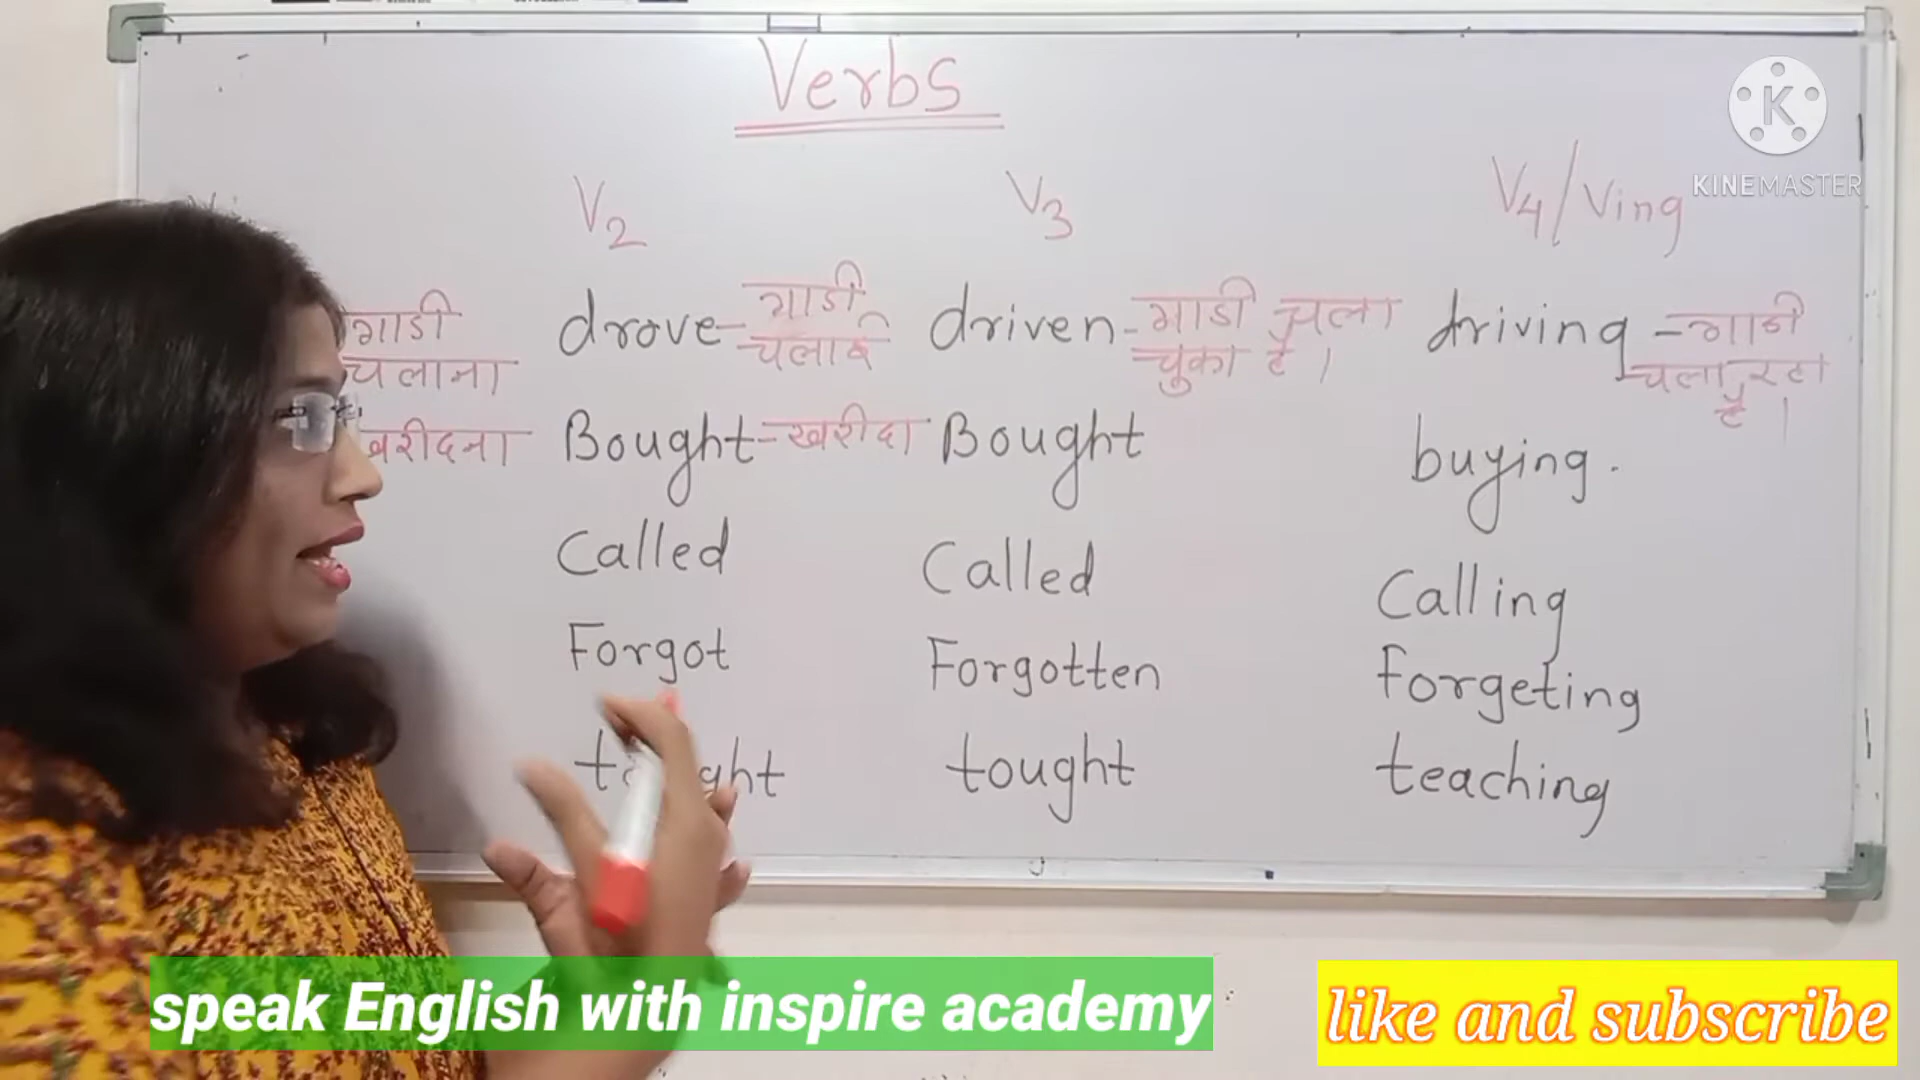 Verbs
KINEMASTER
V2 V3 V4/Ving
गाडी चलाना drove - गाडी चलाई driven - गाडी चला चुका है। driving - गाडी चला रहा है।
खरीदना Bought - खरीदा Bought buying.
Called Called Calling
Forgot Forgotten forgeting
tought teaching
speak English with inspire academy
like and subscribe